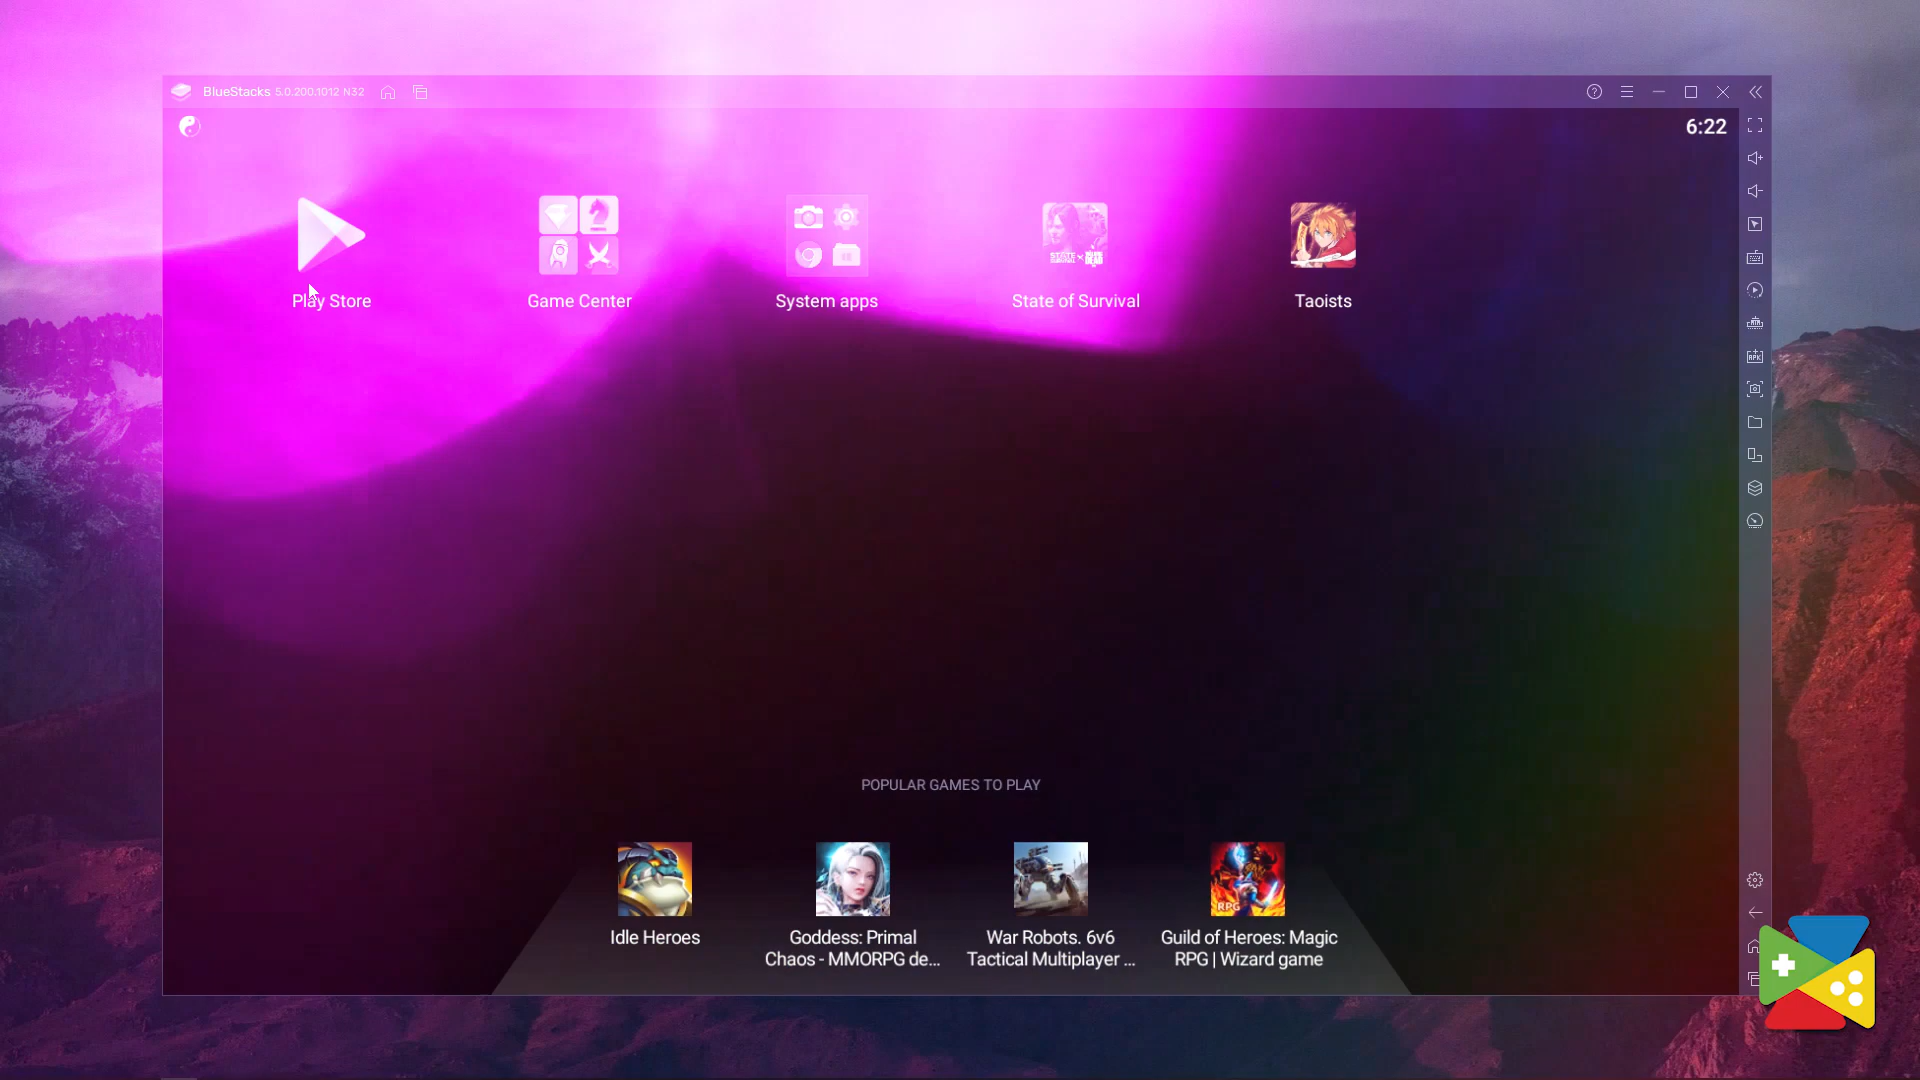 BlueStacks 5.0.200.1012 N32
6:22
Play Store
Game Center
System apps
State of Survival
Taoists
POPULAR GAMES TO PLAY
Idle Heroes
Goddess: Primal
Chaos - MMORPG de...
War Robots. 6v6
Tactical Multiplayer ...
RPG
Guild of Heroes: Magic
RPG | Wizard game